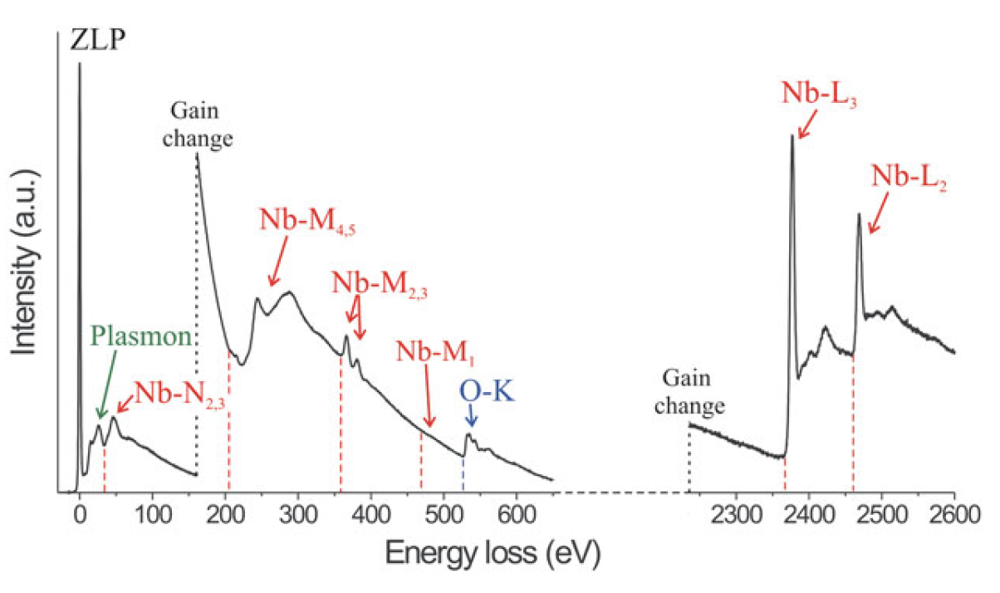 ZLP
Gain
change
Nb-M4,5
Nb-M2,3
Nb-M1
O-K
Plasmon
Nb-N2,3
Nb-L3
Nb-L2
Gain
change
Intensity (a.u.)
0 100 200 300 400 500 600 2300 2400 2500 2600
Energy loss (eV)